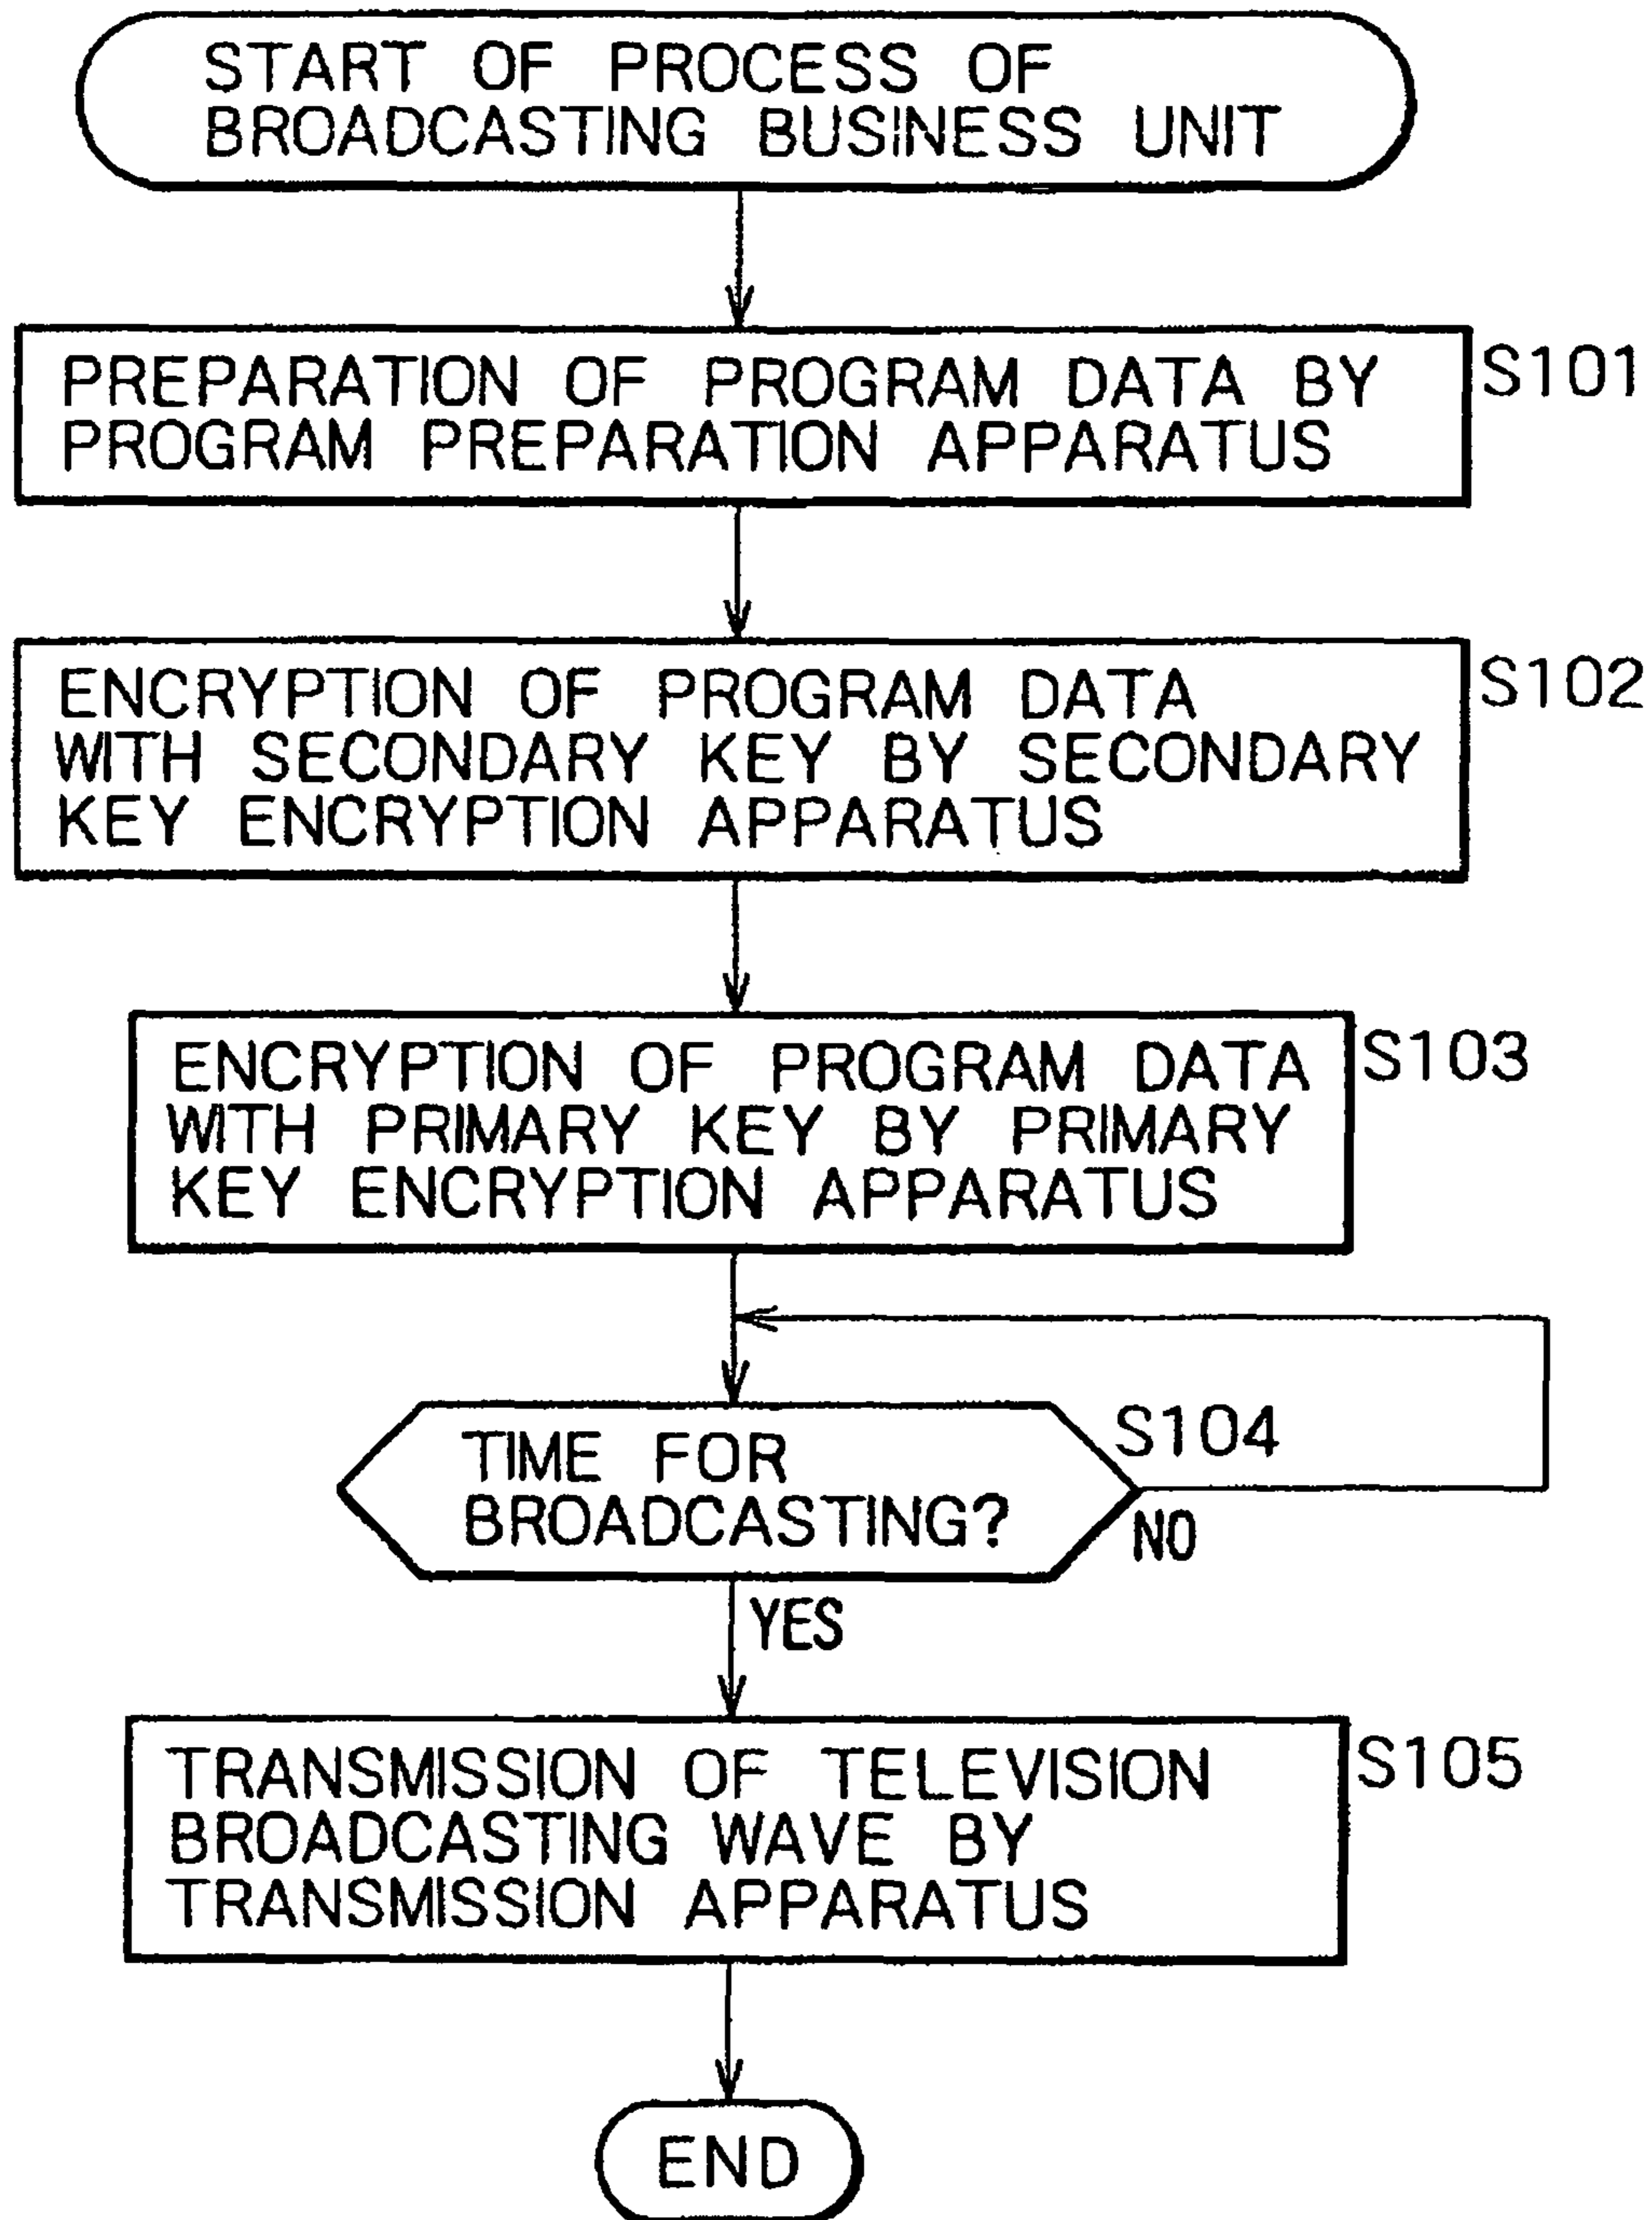 START OF PROCESS OF
BROADCASTING BUSINESS UNIT
PREPARATION OF PROGRAM DATA BY
PROGRAM PREPARATION APPARATUS
S101
ENCRYPTION OF PROGRAM DATA
WITH SECONDARY KEY BY SECONDARY
KEY ENCRYPTION APPARATUS
S102
ENCRYPTION OF PROGRAM DATA
WITH PRIMARY KEY BY PRIMARY
KEY ENCRYPTION APPARATUS
S103
TIME FOR
BROADCASTING?
S104
NO
YES
TRANSMISSION OF TELEVISION
BROADCASTING WAVE BY
TRANSMISSION APPARATUS
S105
END